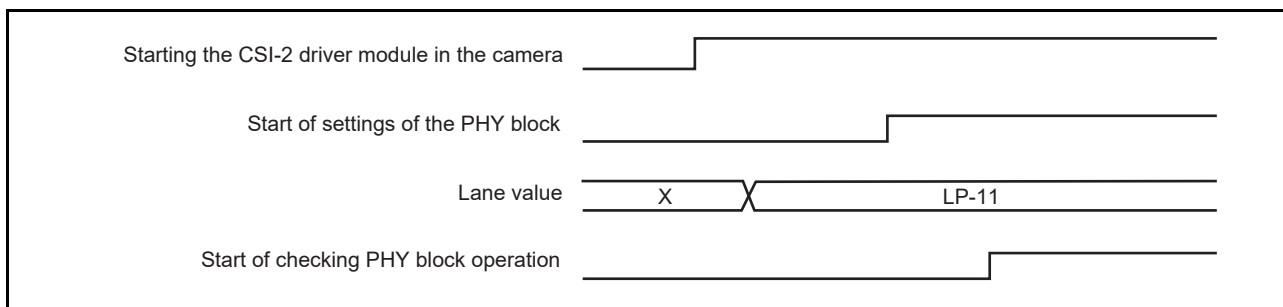 Starting the CSI-2 driver module in the camera
Start of settings of the PHY block
Lane value
X
LP-11
Start of checking PHY block operation